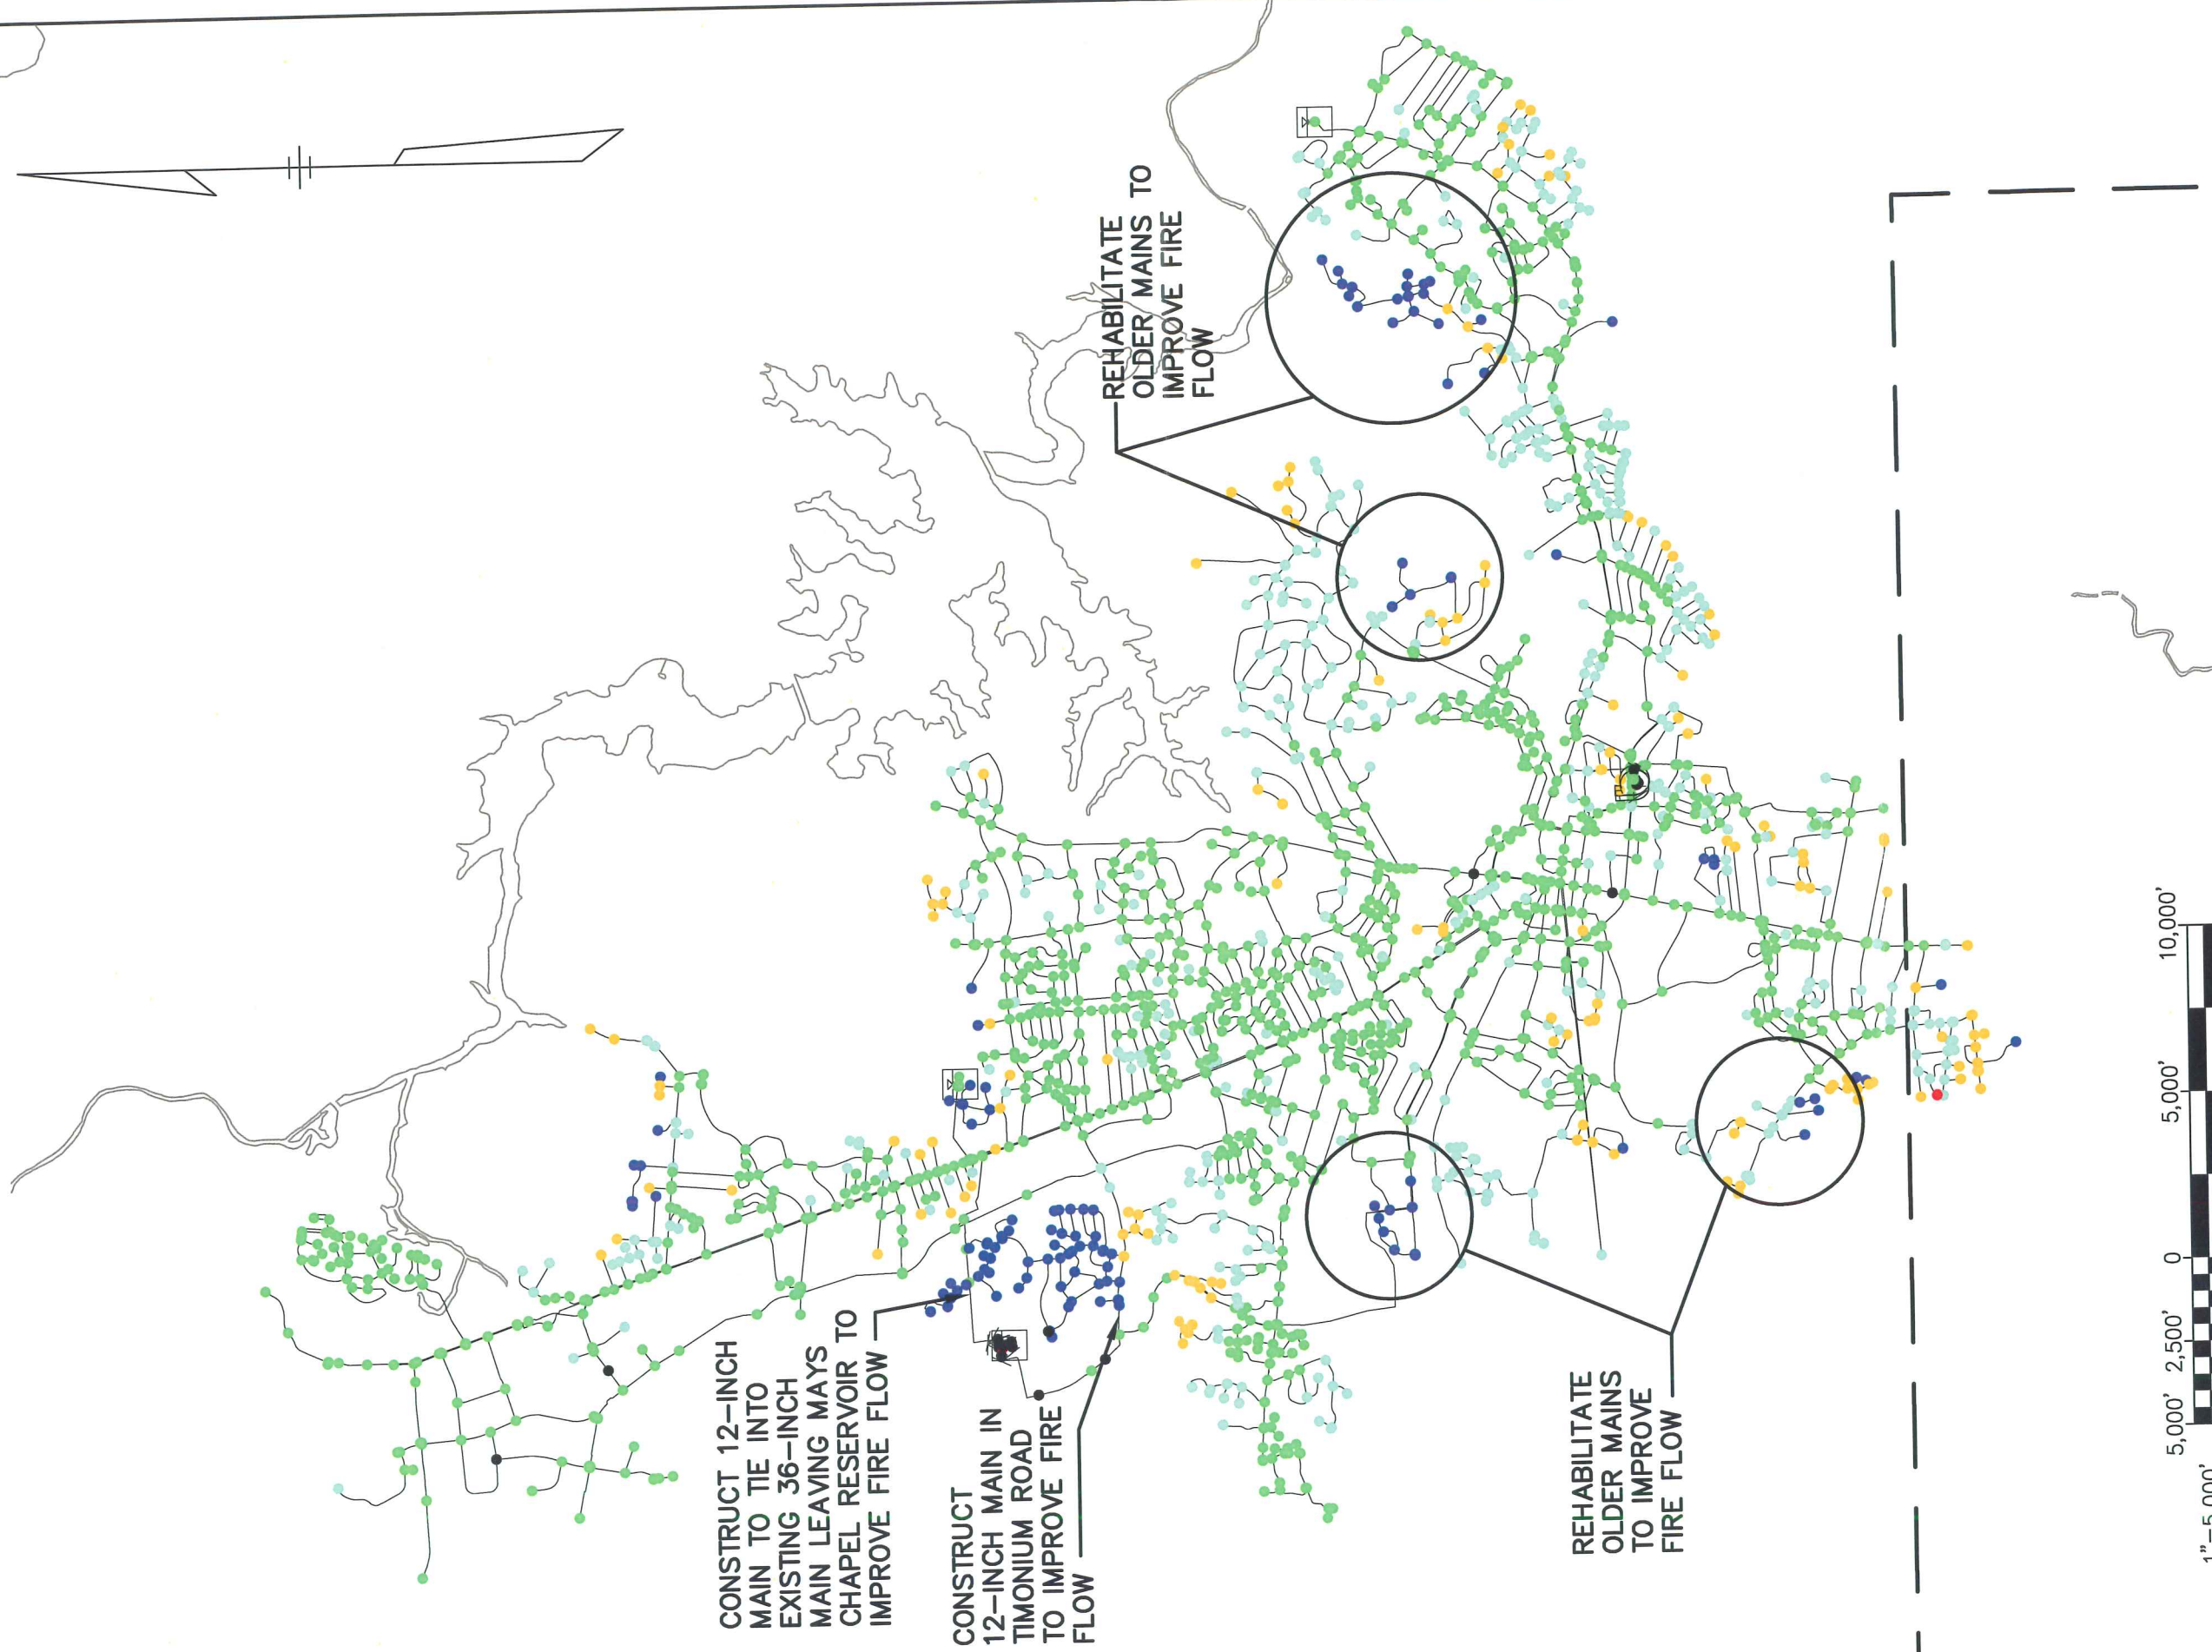 REHABILITATE
OLDER MAINS TO
IMPROVE FIRE
FLOW
CONSTRUCT 12-INCH
MAIN TO TIE INTO
EXISTING 36-INCH
MAIN LEAVING MAYS
CHAPEL RESERVOIR TO
IMPROVE FIRE FLOW
CONSTRUCT
12-INCH MAIN IN
TIMONIUM ROAD
TO IMPROVE FIRE
FLOW
REHABILITATE
OLDER MAINS
TO IMPROVE
FIRE FLOW
5,000' 2,500' 0 5,000' 10,000'